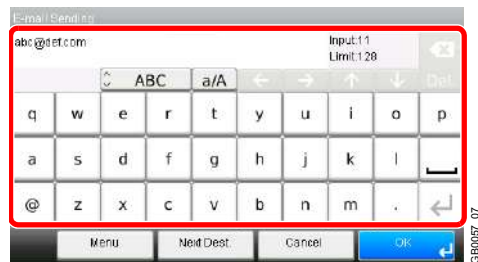 E-mail Sending
abc@def.com
Input:11
Limit:128
ABC a/A Del.
q w e r t y u i o p
a s d f g h j k l
@ z x c v b n m .
Menu Next Dest. Cancel OK
GB0057_07